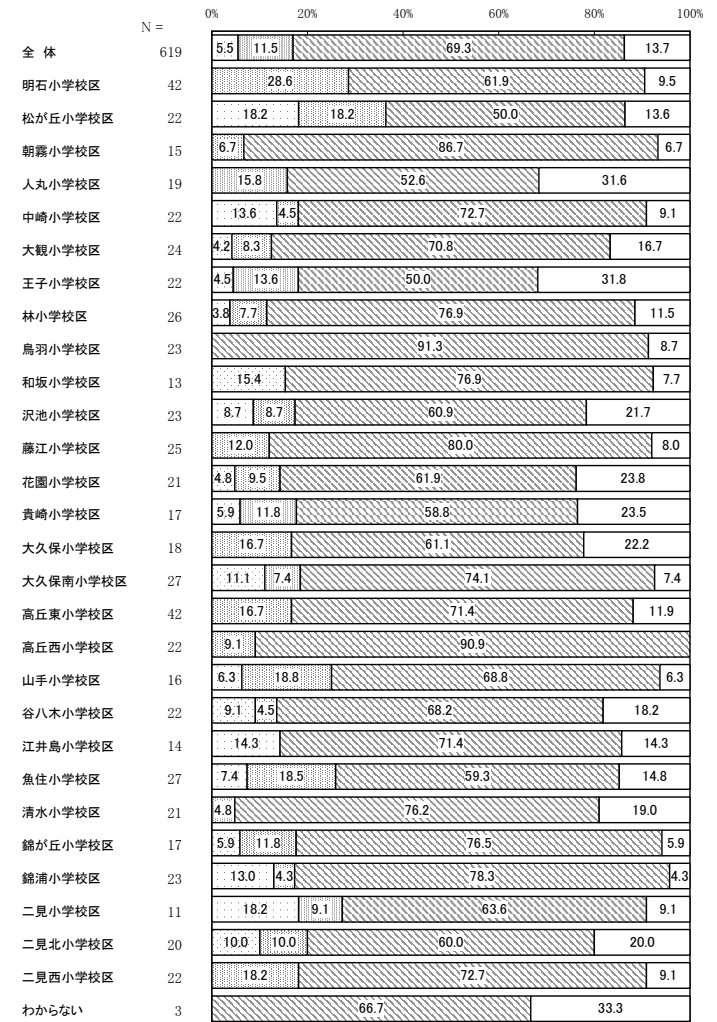 0% 20% 40% 60% 80% 100%
N =
全 体 619 5.5 11.5 69.3 13.7
明石小学校区 42 28.6 61.9 9.5
松が丘小学校区 22 18.2 18.2 50.0 13.6
朝霧小学校区 15 6.7 86.7 6.7
人丸小学校区 19 15.8 52.6 31.6
中崎小学校区 22 13.6 4.5 72.7 9.1
大観小学校区 24 4.2 8.3 70.8 16.7
王子小学校区 22 4.5 13.6 50.0 31.8
林小学校区 26 3.8 7.7 76.9 11.5
鳥羽小学校区 23 91.3 8.7
和坂小学校区 13 15.4 76.9 7.7
沢池小学校区 23 8.7 8.7 60.9 21.7
藤江小学校区 25 12.0 80.0 8.0
花園小学校区 21 4.8 9.5 61.9 23.8
貴崎小学校区 17 5.9 11.8 58.8 23.5
大久保小学校区 18 16.7 61.1 22.2
大久保南小学校区 27 11.1 7.4 74.1 7.4
高丘東小学校区 42 16.7 71.4 11.9
高丘西小学校区 22 9.1 90.9
山手小学校区 16 6.3 18.8 68.8 6.3
谷八木小学校区 22 9.1 4.5 68.2 18.2
江井島小学校区 14 14.3 71.4 14.3
魚住小学校区 27 7.4 18.5 59.3 14.8
清水小学校区 21 4.8 76.2 19.0
錦が丘小学校区 17 5.9 11.8 76.5 5.9
錦浦小学校区 23 13.0 4.3 78.3 4.3
二見小学校区 11 18.2 9.1 63.6 9.1
二見北小学校区 20 10.0 10.0 60.0 20.0
二見西小学校区 22 18.2 72.7 9.1
わからない 3 66.7 33.3